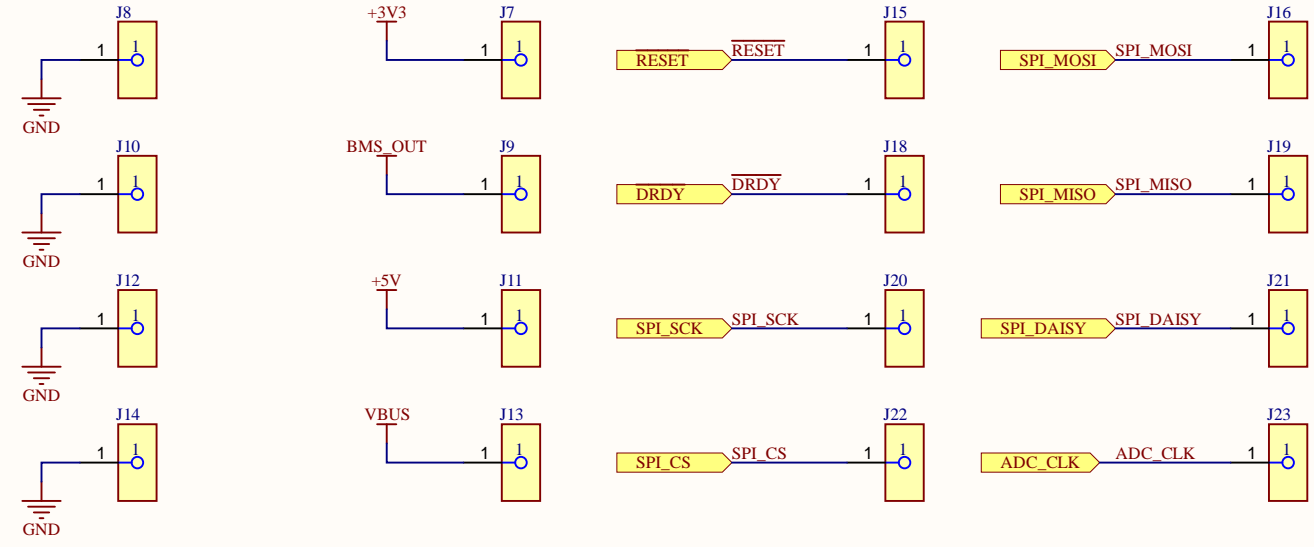 J8
1
1
GND
+3V3
J7
1
1
RESET
RESET
J15
1
1
SPI_MOSI
SPI_MOSI
J16
1
1
J10
1
1
GND
BMS_OUT
J9
1
1
DRDY
DRDY
J18
1
1
SPI_MISO
SPI_MISO
J19
1
1
J12
1
1
GND
+5V
J11
1
1
SPI_SCK
SPI_SCK
J20
1
1
SPI_DAISY
SPI_DAISY
J21
1
1
J14
1
1
GND
VBUS
J13
1
1
SPI_CS
SPI_CS
J22
1
1
ADC_CLK
ADC_CLK
J23
1
1